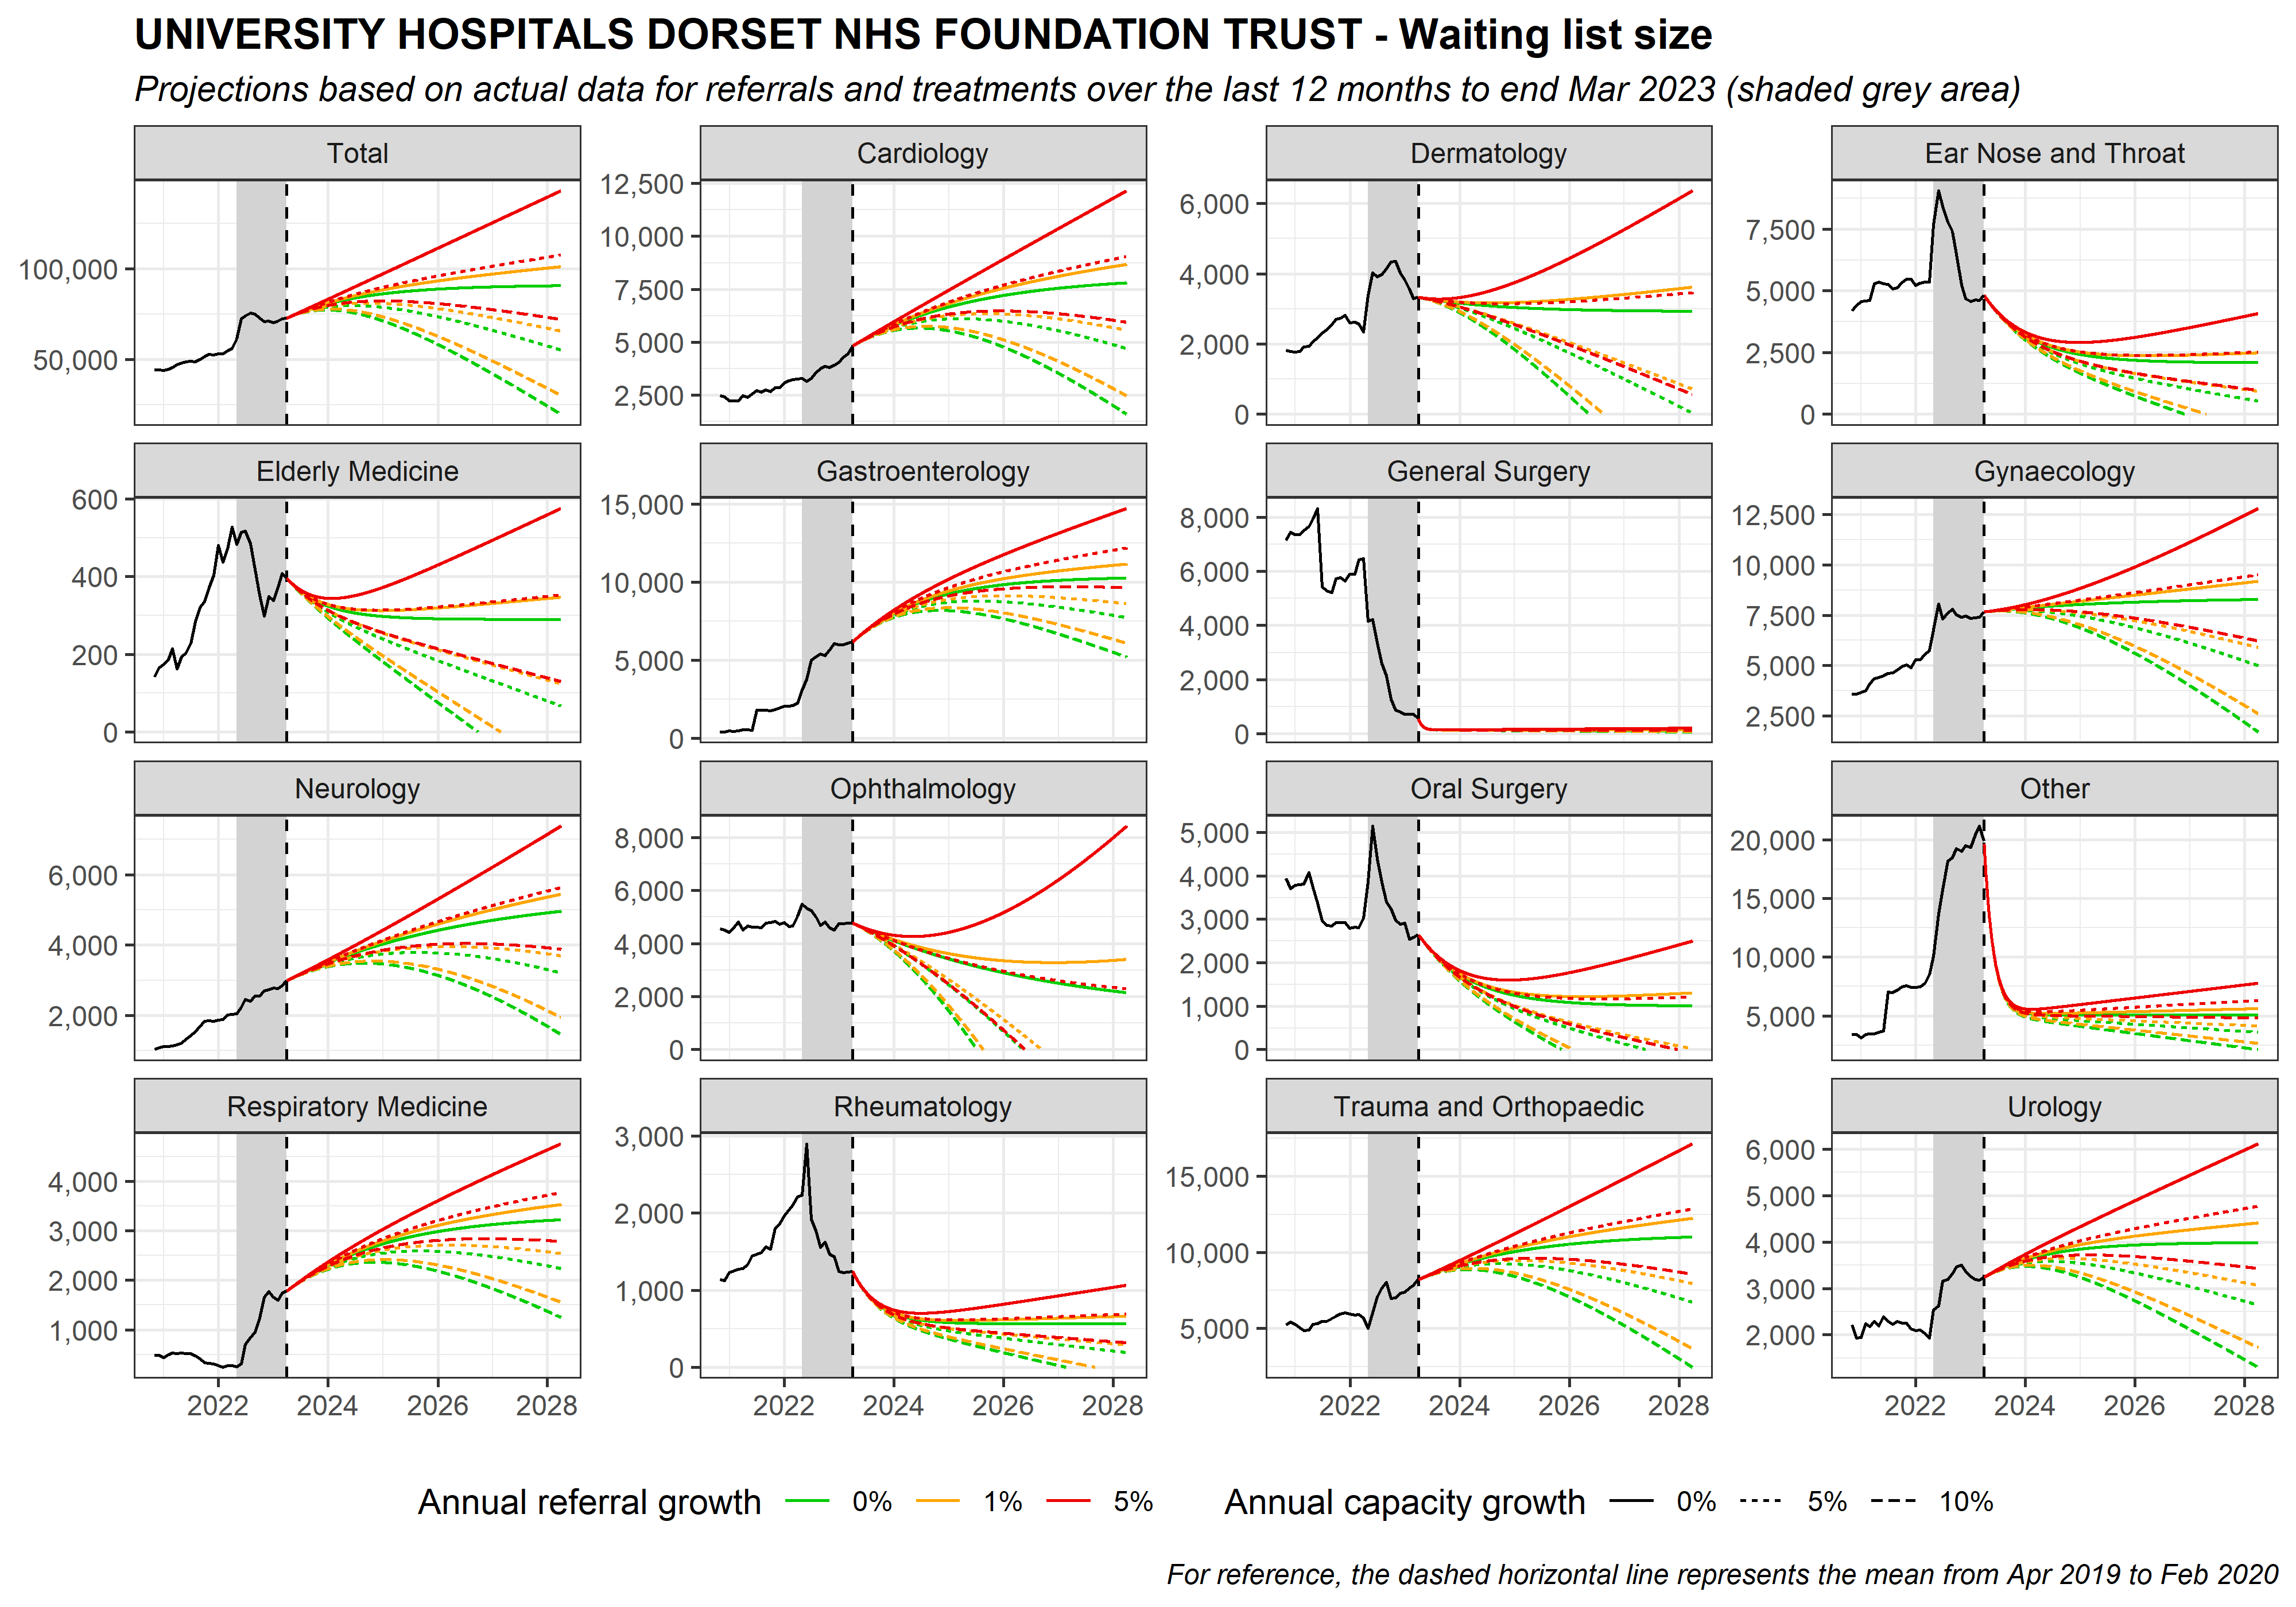 UNIVERSITY HOSPITALS DORSET NHS FOUNDATION TRUST - Waiting list size
Projections based on actual data for referrals and treatments over the last 12 months to end Mar 2023 (shaded grey area)
Total
Cardiology
Dermatology
Ear Nose and Throat
100,000
50,000
12,500
10,000
7,500
5,000
2,500
6,000
4,000
2,000
0
7,500
5,000
2,500
0
Elderly Medicine
Gastroenterology
General Surgery
Gynaecology
600
400
200
0
15,000
10,000
5,000
0
8,000
6,000
4,000
2,000
0
12,500
10,000
7,500
5,000
2,500
Neurology
Ophthalmology
Oral Surgery
Other
6,000
4,000
2,000
8,000
6,000
4,000
2,000
0
5,000
4,000
3,000
2,000
1,000
0
20,000
15,000
10,000
5,000
Respiratory Medicine
Rheumatology
Trauma and Orthopaedic
Urology
4,000
3,000
2,000
1,000
3,000
2,000
1,000
0
15,000
10,000
5,000
6,000
5,000
4,000
3,000
2,000
2022 2024 2026 2028
2022 2024 2026 2028
2022 2024 2026 2028
2022 2024 2026 2028
Annual referral growth 0% 1% 5%
Annual capacity growth 0% 5% 10%
For reference, the dashed horizontal line represents the mean from Apr 2019 to Feb 2020